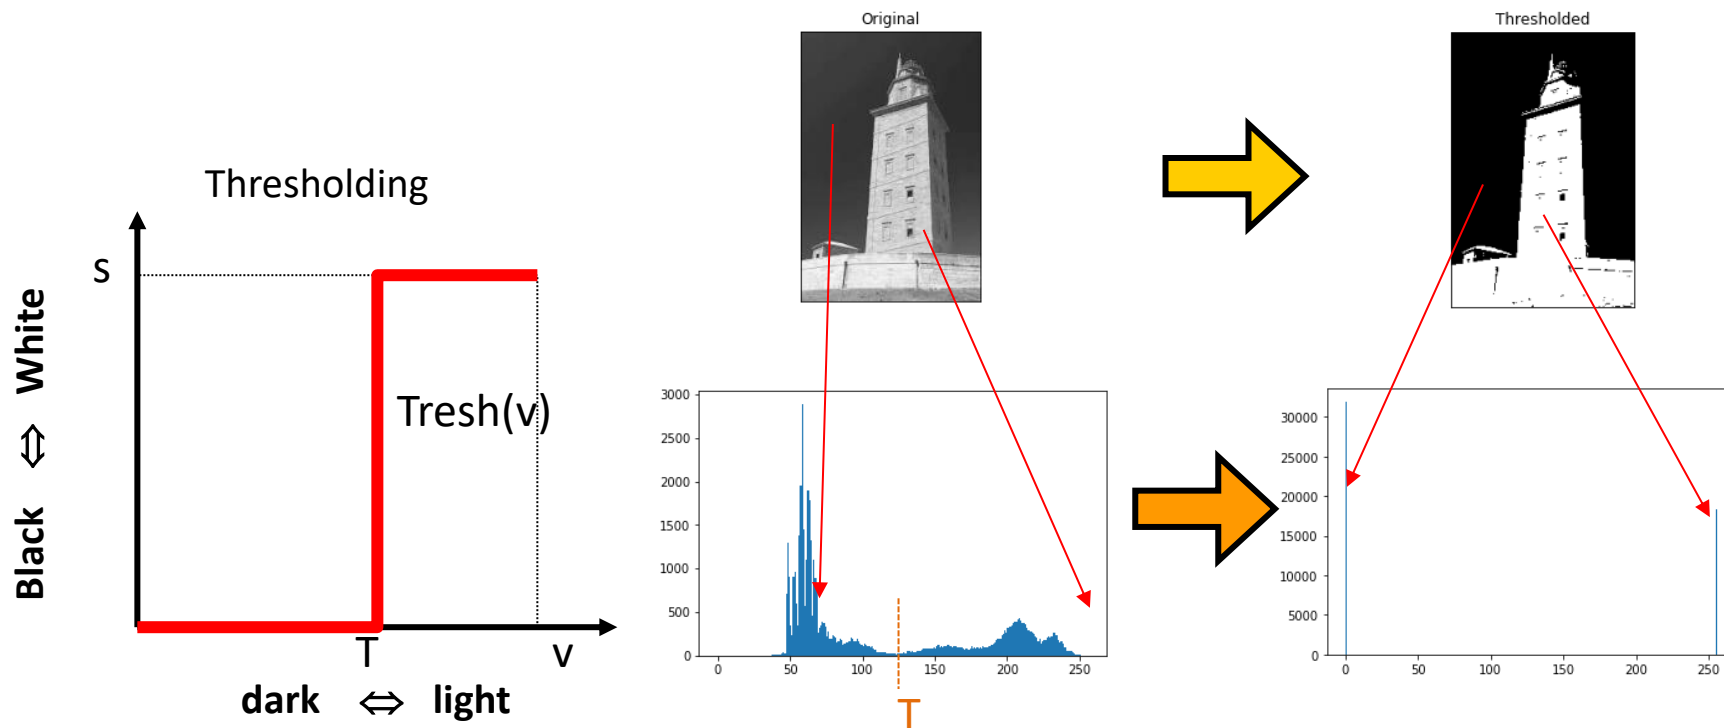 Thresholding
s
Black ⇔ White
Tresh(v)
T
v
dark ⇔ light
Original
Thresholded
3000
2500
2000
1500
1000
500
0
0 50 100 150 200 250
T
30000
25000
20000
15000
10000
5000
0
0 50 100 150 200 250